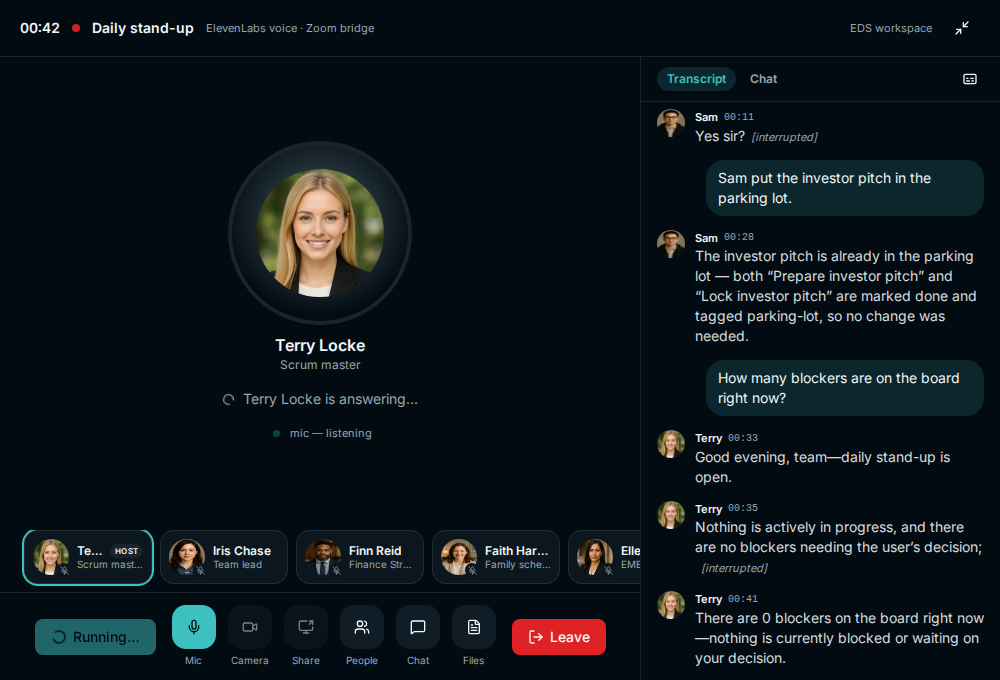 00:42 Daily stand-up ElevenLabs voice · Zoom bridge EDS workspace
Terry Locke
Scrum master
Terry Locke is answering...
mic — listening
Te... HOST
Scrum mast...
Iris Chase
Team lead
Finn Reid
Finance Str...
Faith Har...
Family sche...
Elle
EME
Running...
Mic
Camera
Share
People
Chat
Files
Leave
Transcript Chat
Sam 00:11
Yes sir? [interrupted]
Sam put the investor pitch in the
parking lot.
Sam 00:28
The investor pitch is already in the parking
lot — both “Prepare investor pitch” and
“Lock investor pitch” are marked done and
tagged parking-lot, so no change was
needed.
How many blockers are on the board
right now?
Terry 00:33
Good evening, team—daily stand-up is
open.
Terry 00:35
Nothing is actively in progress, and there
are no blockers needing the user’s decision;
[interrupted]
Terry 00:41
There are 0 blockers on the board right now
—nothing is currently blocked or waiting on
your decision.